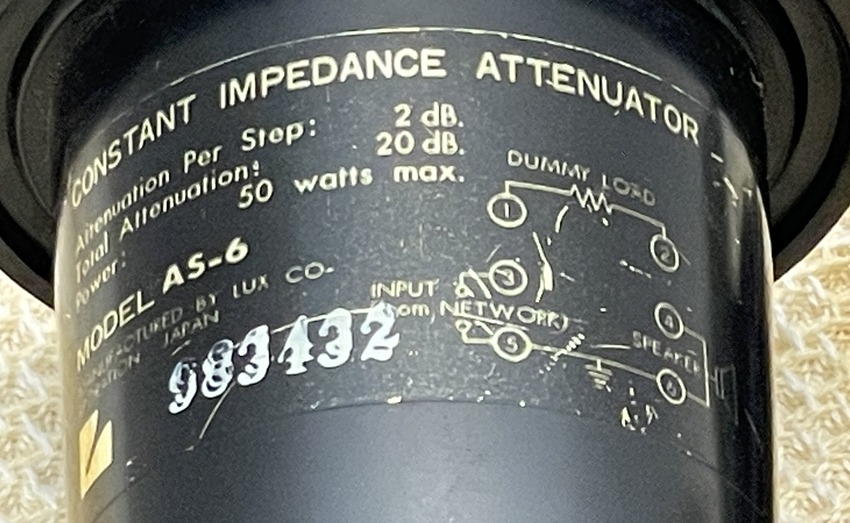 CONSTANT IMPEDANCE ATTENUATOR
Attenuation Per Step: 2 dB.
Total Attenuation: 20 dB.
Power: 50 watts max.
MODEL AS-6
MANUFACTURED BY LUX CO-
RPORATION JAPAN
983432
DUMMY LOAD
1
2
INPUT 3
(from NETWORK) 4
5 SPEAKER
6